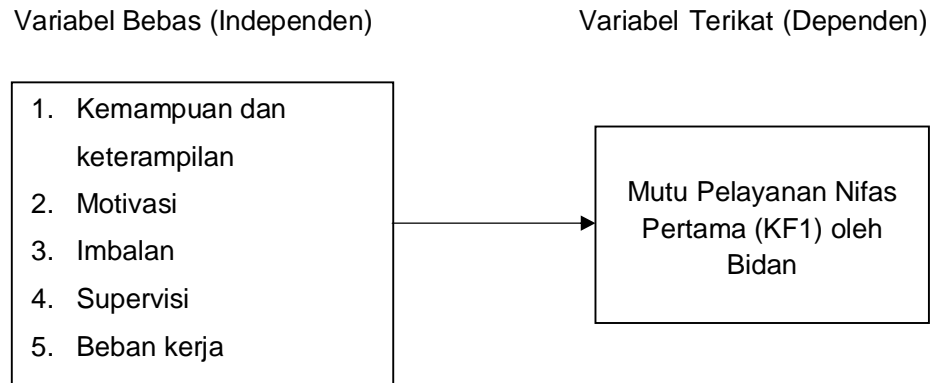 Variabel Bebas (Independen)
Variabel Terikat (Dependen)
1. Kemampuan dan
keterampilan
2. Motivasi
3. Imbalan
4. Supervisi
5. Beban kerja
Mutu Pelayanan Nifas
Pertama (KF1) oleh
Bidan